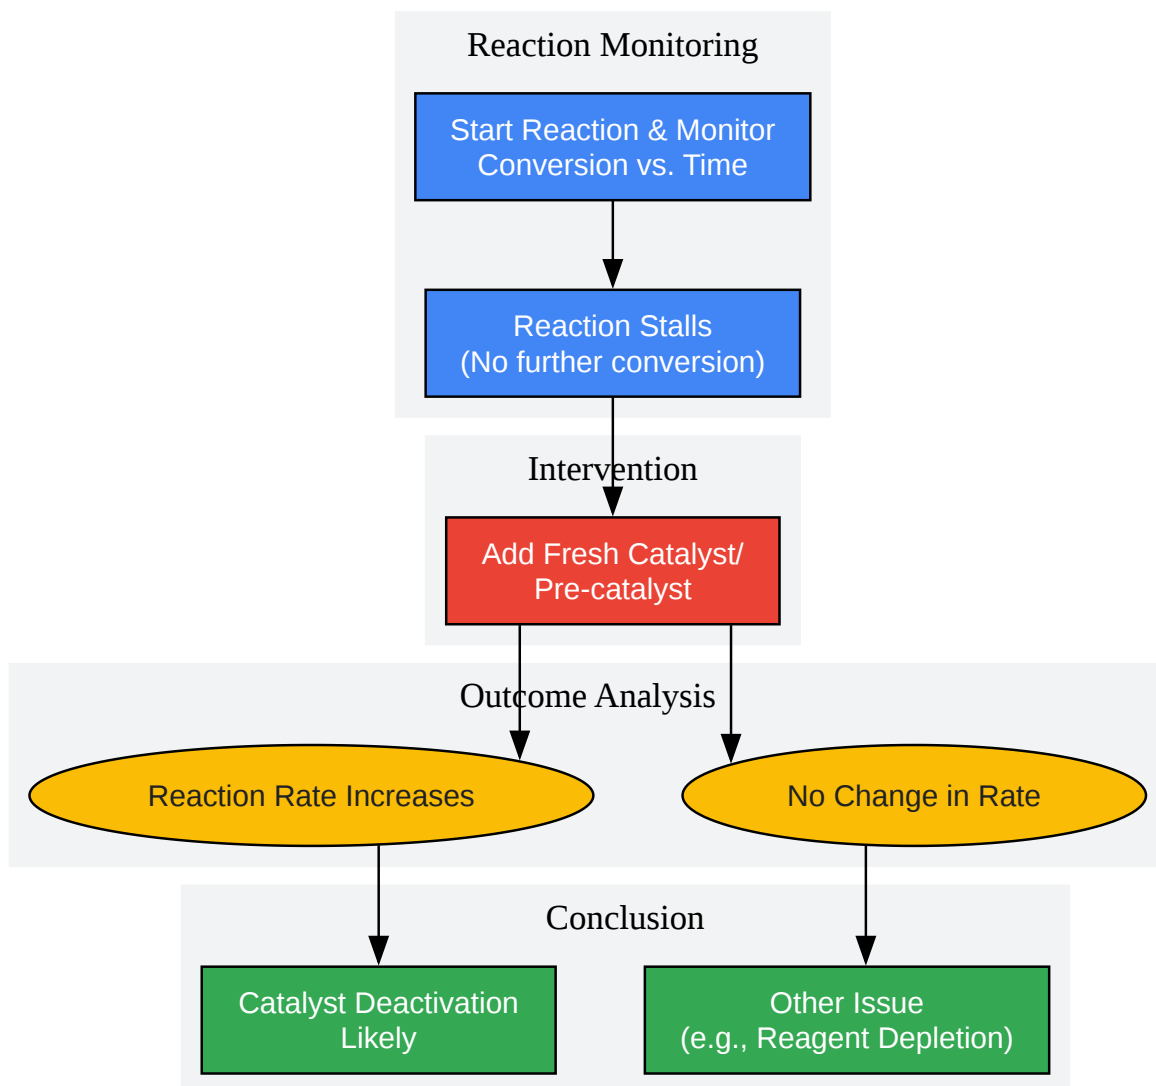 Reaction Monitoring
Start Reaction & Monitor
Conversion vs. Time
Reaction Stalls
(No further conversion)
Intervention
Add Fresh Catalyst/
Pre-catalyst
Outcome Analysis
Reaction Rate Increases
No Change in Rate
Conclusion
Catalyst Deactivation
Likely
Other Issue
(e.g., Reagent Depletion)